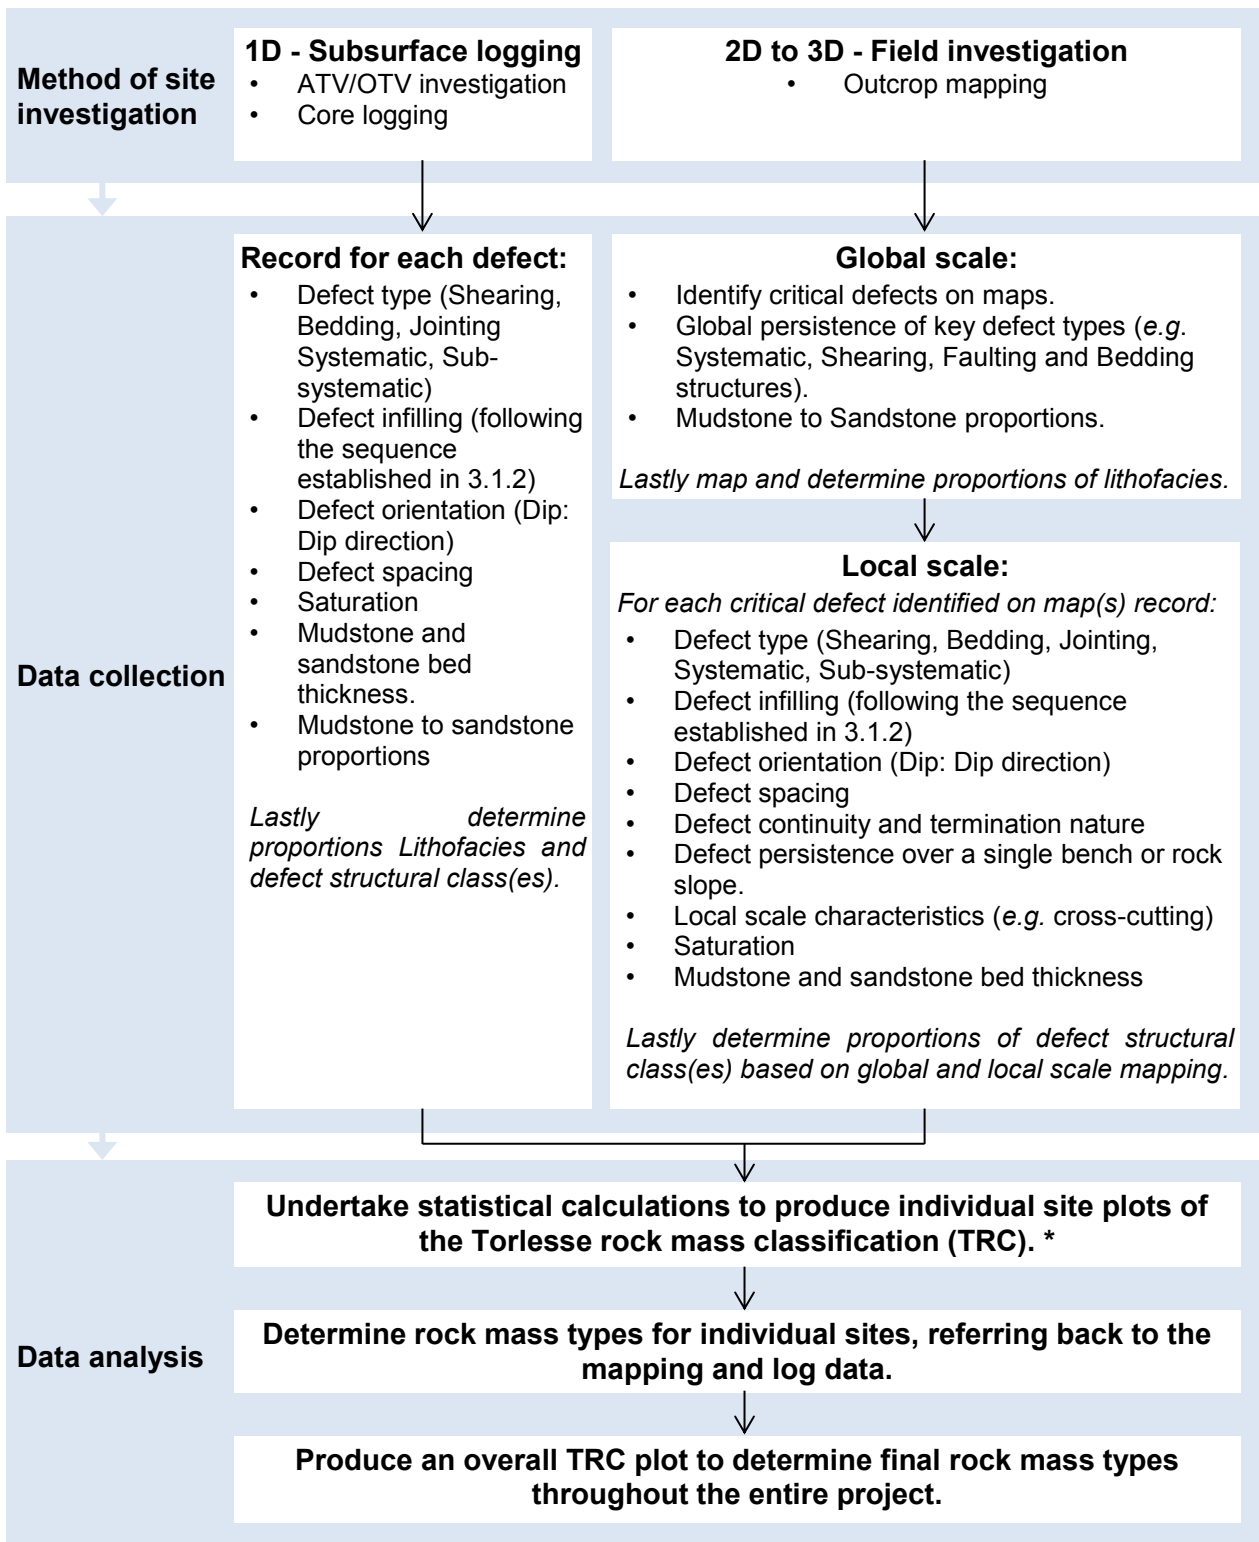 Method of site
investigation
1D - Subsurface logging
• ATV/OTV investigation
• Core logging
2D to 3D - Field investigation
• Outcrop mapping
Data collection
Record for each defect:
• Defect type (Shearing,
Bedding, Jointing
Systematic, Sub-
systematic)
• Defect infilling (following
the sequence
established in 3.1.2)
• Defect orientation (Dip:
Dip direction)
• Defect spacing
• Saturation
• Mudstone and
sandstone bed
thickness.
• Mudstone to sandstone
proportions
Lastly determine
proportions Lithofacies and
defect structural class(es).
Global scale:
• Identify critical defects on maps.
• Global persistence of key defect types (e.g.
Systematic, Shearing, Faulting and Bedding
structures).
• Mudstone to Sandstone proportions.
Lastly map and determine proportions of lithofacies.
Local scale:
For each critical defect identified on map(s) record:
• Defect type (Shearing, Bedding, Jointing,
Systematic, Sub-systematic)
• Defect infilling (following the sequence
established in 3.1.2)
• Defect orientation (Dip: Dip direction)
• Defect spacing
• Defect continuity and termination nature
• Defect persistence over a single bench or rock
slope.
• Local scale characteristics (e.g. cross-cutting)
• Saturation
• Mudstone and sandstone bed thickness
Lastly determine proportions of defect structural
class(es) based on global and local scale mapping.
Data analysis
Undertake statistical calculations to produce individual site plots of
the Torlesse rock mass classification (TRC). *
Determine rock mass types for individual sites, referring back to the
mapping and log data.
Produce an overall TRC plot to determine final rock mass types
throughout the entire project.